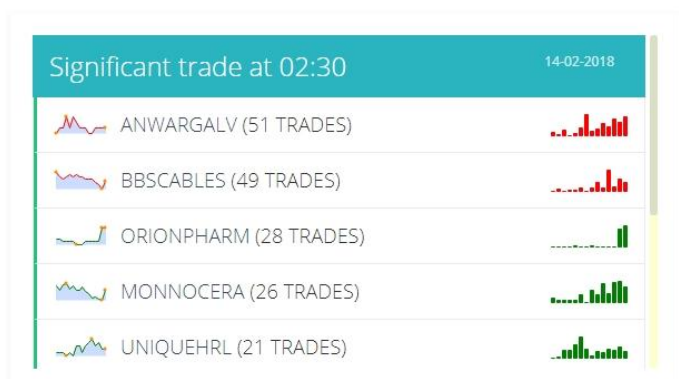 Significant trade at 02:30 14-02-2018
ANWARGALV (51 TRADES)
BBSCABLES (49 TRADES)
ORIONPHARM (28 TRADES)
MONNOCERA (26 TRADES)
UNIQUEHRL (21 TRADES)